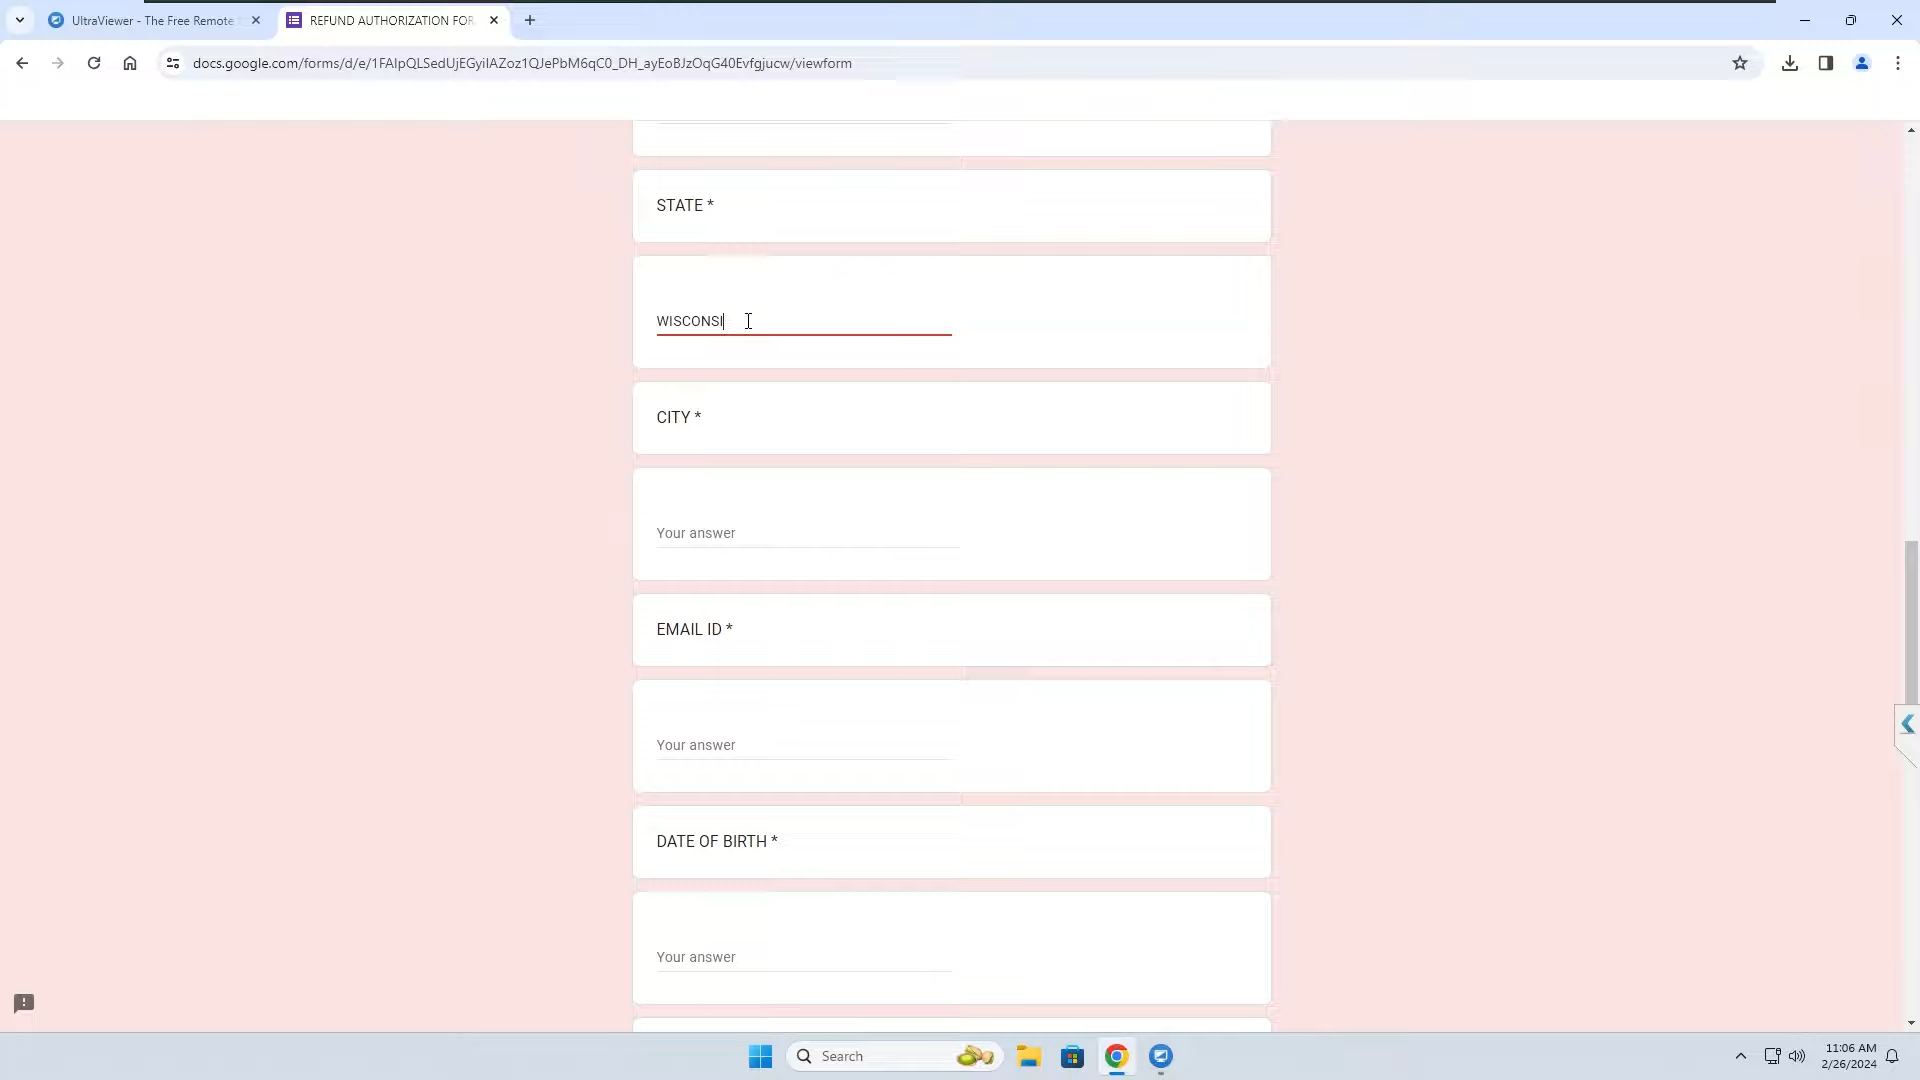 UltraViewer - The Free Remote
REFUND AUTHORIZATION FOR
docs.google.com/forms/d/e/1FAIpQLSedUjEGyiIAZoz1QJePbM6qC0_DH_ayEoBJzOqG40Evfgjucw/viewform
STATE *
WISCONSI
CITY *
Your answer
EMAIL ID *
Your answer
DATE OF BIRTH *
Your answer
Search
11:06 AM
2/26/2024